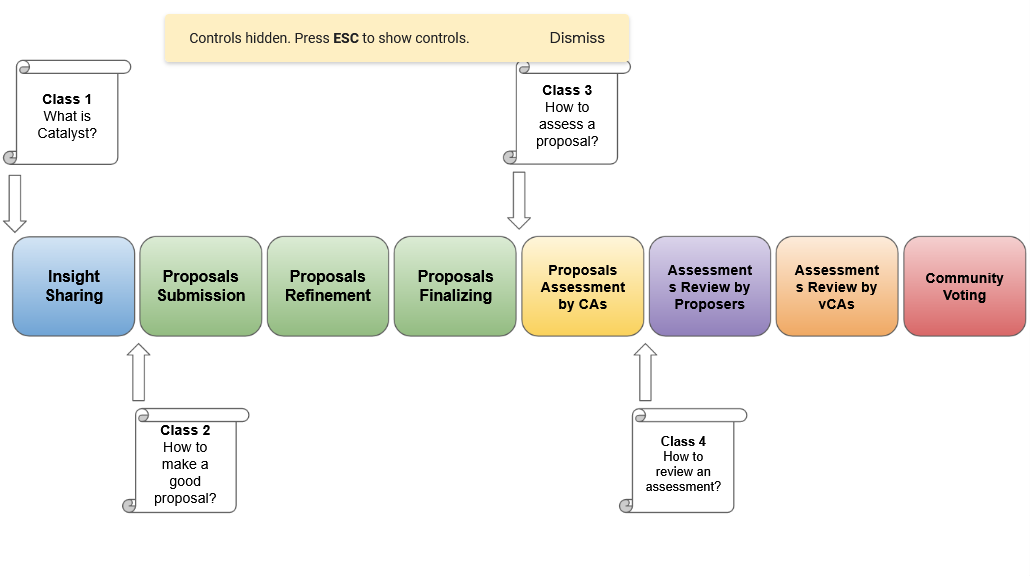 Controls hidden. Press ESC to show controls.
Dismiss
Class 1
What is
Catalyst?
Class 3
How to
assess a
proposal?
Insight
Sharing
Proposals
Submission
Proposals
Refinement
Proposals
Finalizing
Proposals
Assessment
by CAs
Assessment
s Review by
Proposers
Assessment
s Review by
vCAs
Community
Voting
Class 2
How to
make a
good
proposal?
Class 4
How to
review an
assessment?